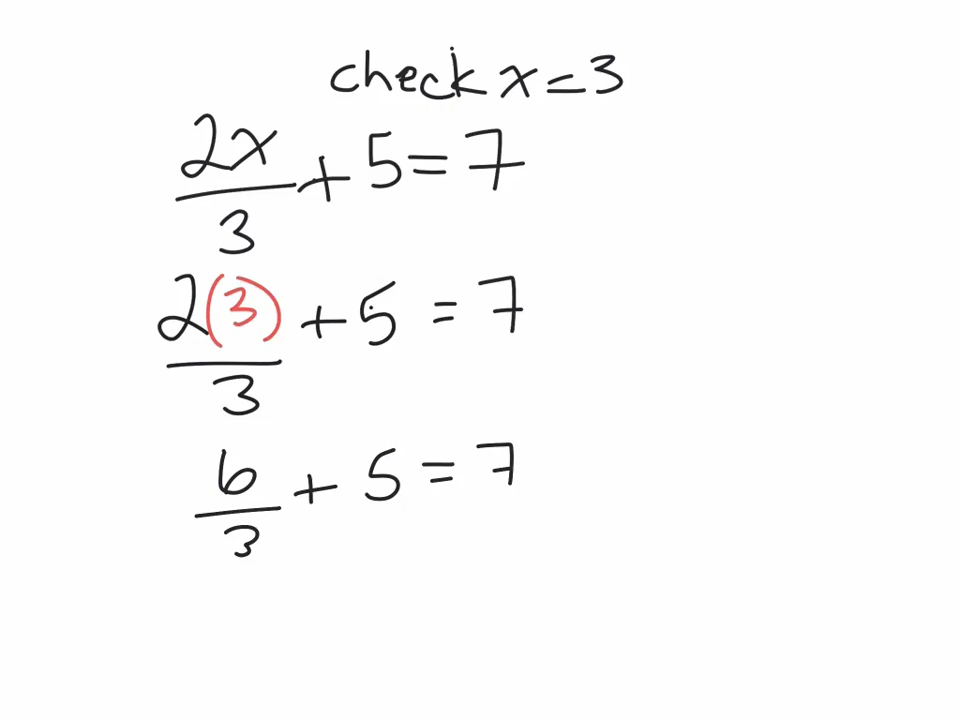 check x=3
2x/3 + 5 = 7
2(3)/3 + 5 = 7
6/3 + 5 = 7